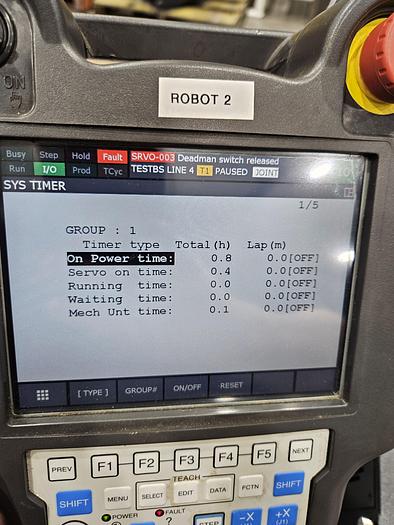 ON
ROBOT 2
Busy Step Hold Fault SRVO-003 Deadman switch released
Run I/O Prod TCyc TESTBS LINE 4 T1 PAUSED JOINT
SYS TIMER
1/5
GROUP : 1
Timer type Total(h) Lap(m)
On Power time: 0.8 0.0[OFF]
Servo on time: 0.4 0.0[OFF]
Running time: 0.0 0.0[OFF]
Waiting time: 0.0 0.0[OFF]
Mech Unt time: 0.1 0.0[OFF]
[ TYPE ] GROUP# ON/OFF RESET
PREV F1 F2 F3 F4 F5 NEXT
TEACH
SHIFT MENU SELECT EDIT DATA FCTN SHIFT
POWER FAULT
? STEP -X +X
(J1)